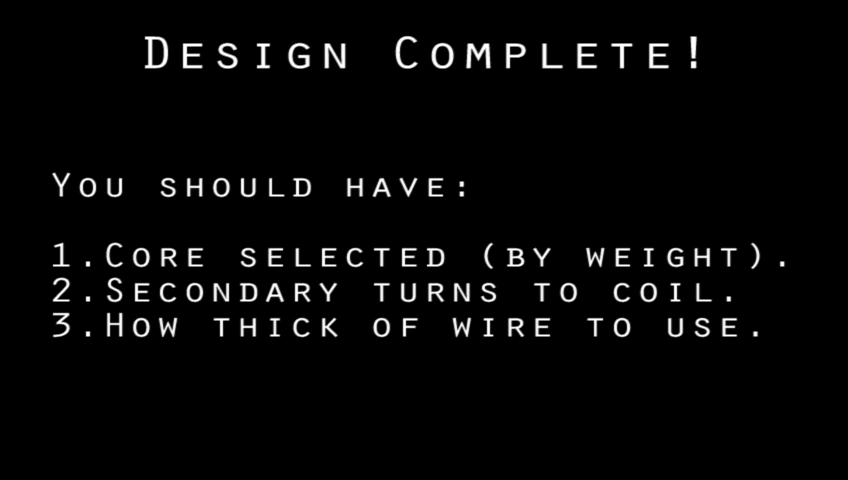 Design Complete!
You should have:
1.Core selected (by weight).
2.Secondary turns to coil.
3.How thick of wire to use.